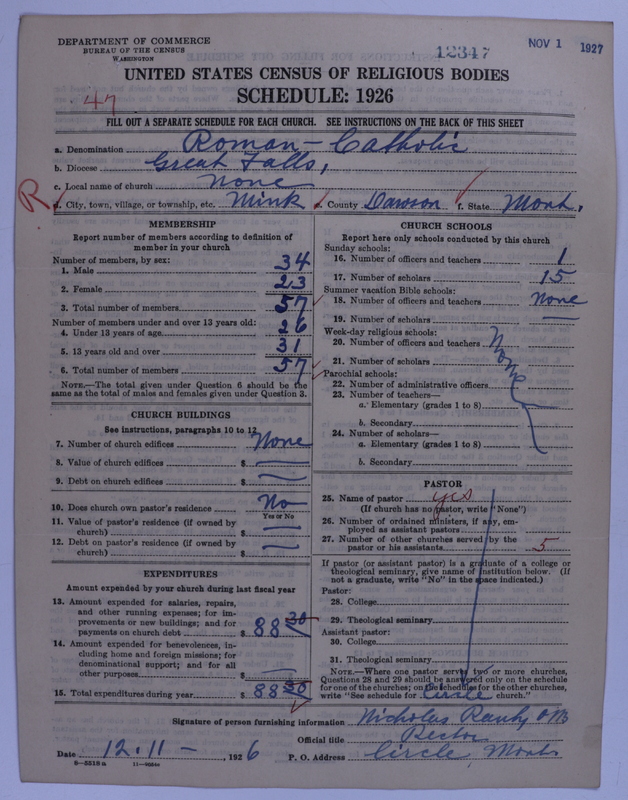 DEPARTMENT OF COMMERCE
BUREAU OF THE CENSUS
WASHINGTON
12347
NOV 1 1927
UNITED STATES CENSUS OF RELIGIOUS BODIES
SCHEDULE: 1926
47
FILL OUT A SEPARATE SCHEDULE FOR EACH CHURCH. SEE INSTRUCTIONS ON THE BACK OF THIS SHEET
a. Denomination Roman-Catholic
b. Diocese Great Falls,
c. Local name of church None
R
d. City, town, village, or township, etc. Mink e. County Dawson f. State Mont,
MEMBERSHIP
Report number of members according to definition of
member in your church
Number of members, by sex:
1. Male 34
2. Female 23
3. Total number of members 57
Number of members under and over 13 years old:
4. Under 13 years of age 26
5. 13 years old and over 31
6. Total number of members 57
NOTE.—The total given under Question 6 should be the
same as the total of males and females given under Question 3.
CHURCH BUILDINGS
See instructions, paragraphs 10 to 12
7. Number of church edifices None
8. Value of church edifices $ —
9. Debt on church edifices $ —
10. Does church own pastor's residence No
Yes or No
11. Value of pastor's residence (if owned by
church) $ —
12. Debt on pastor's residence (if owned by
church) $ —
EXPENDITURES
Amount expended by your church during last fiscal year
13. Amount expended for salaries, repairs,
and other running expenses; for im-
provements or new buildings; and for
payments on church debt $ 88 30
14. Amount expended for benevolences, in-
cluding home and foreign missions; for
denominational support; and for all
other purposes $ —
15. Total expenditures during year $ 88 30
CHURCH SCHOOLS
Report here only schools conducted by this church
Sunday schools:
16. Number of officers and teachers 1
17. Number of scholars 15
Summer vacation Bible schools:
18. Number of officers and teachers None
19. Number of scholars —
Week-day religious schools:
20. Number of officers and teachers None
21. Number of scholars
Parochial schools:
22. Number of administrative officers
23. Number of teachers—
a. Elementary (grades 1 to 8)
b. Secondary
24. Number of scholars—
a. Elementary (grades 1 to 8)
b. Secondary
PASTOR
25. Name of pastor yes
(If church has no pastor, write "None")
26. Number of ordained ministers, if any, em-
ployed as assistant pastors
27. Number of other churches served by the
pastor or his assistants 5
If pastor (or assistant pastor) is a graduate of a college or
theological seminary, give name of institution below. (If
not a graduate, write "No" in the space indicated.)
Pastor:
28. College
29. Theological seminary
Assistant pastor:
30. College
31. Theological seminary
NOTE.—Where one pastor served two or more churches,
Questions 28 and 29 should be answered only on the schedule
for one of the churches; on the schedules for the other churches,
write "See schedule for Circle church."
Signature of person furnishing information Nicholas
Official title Rector
Date 12.11 — , 1926 P. O. Address Circle, Mont